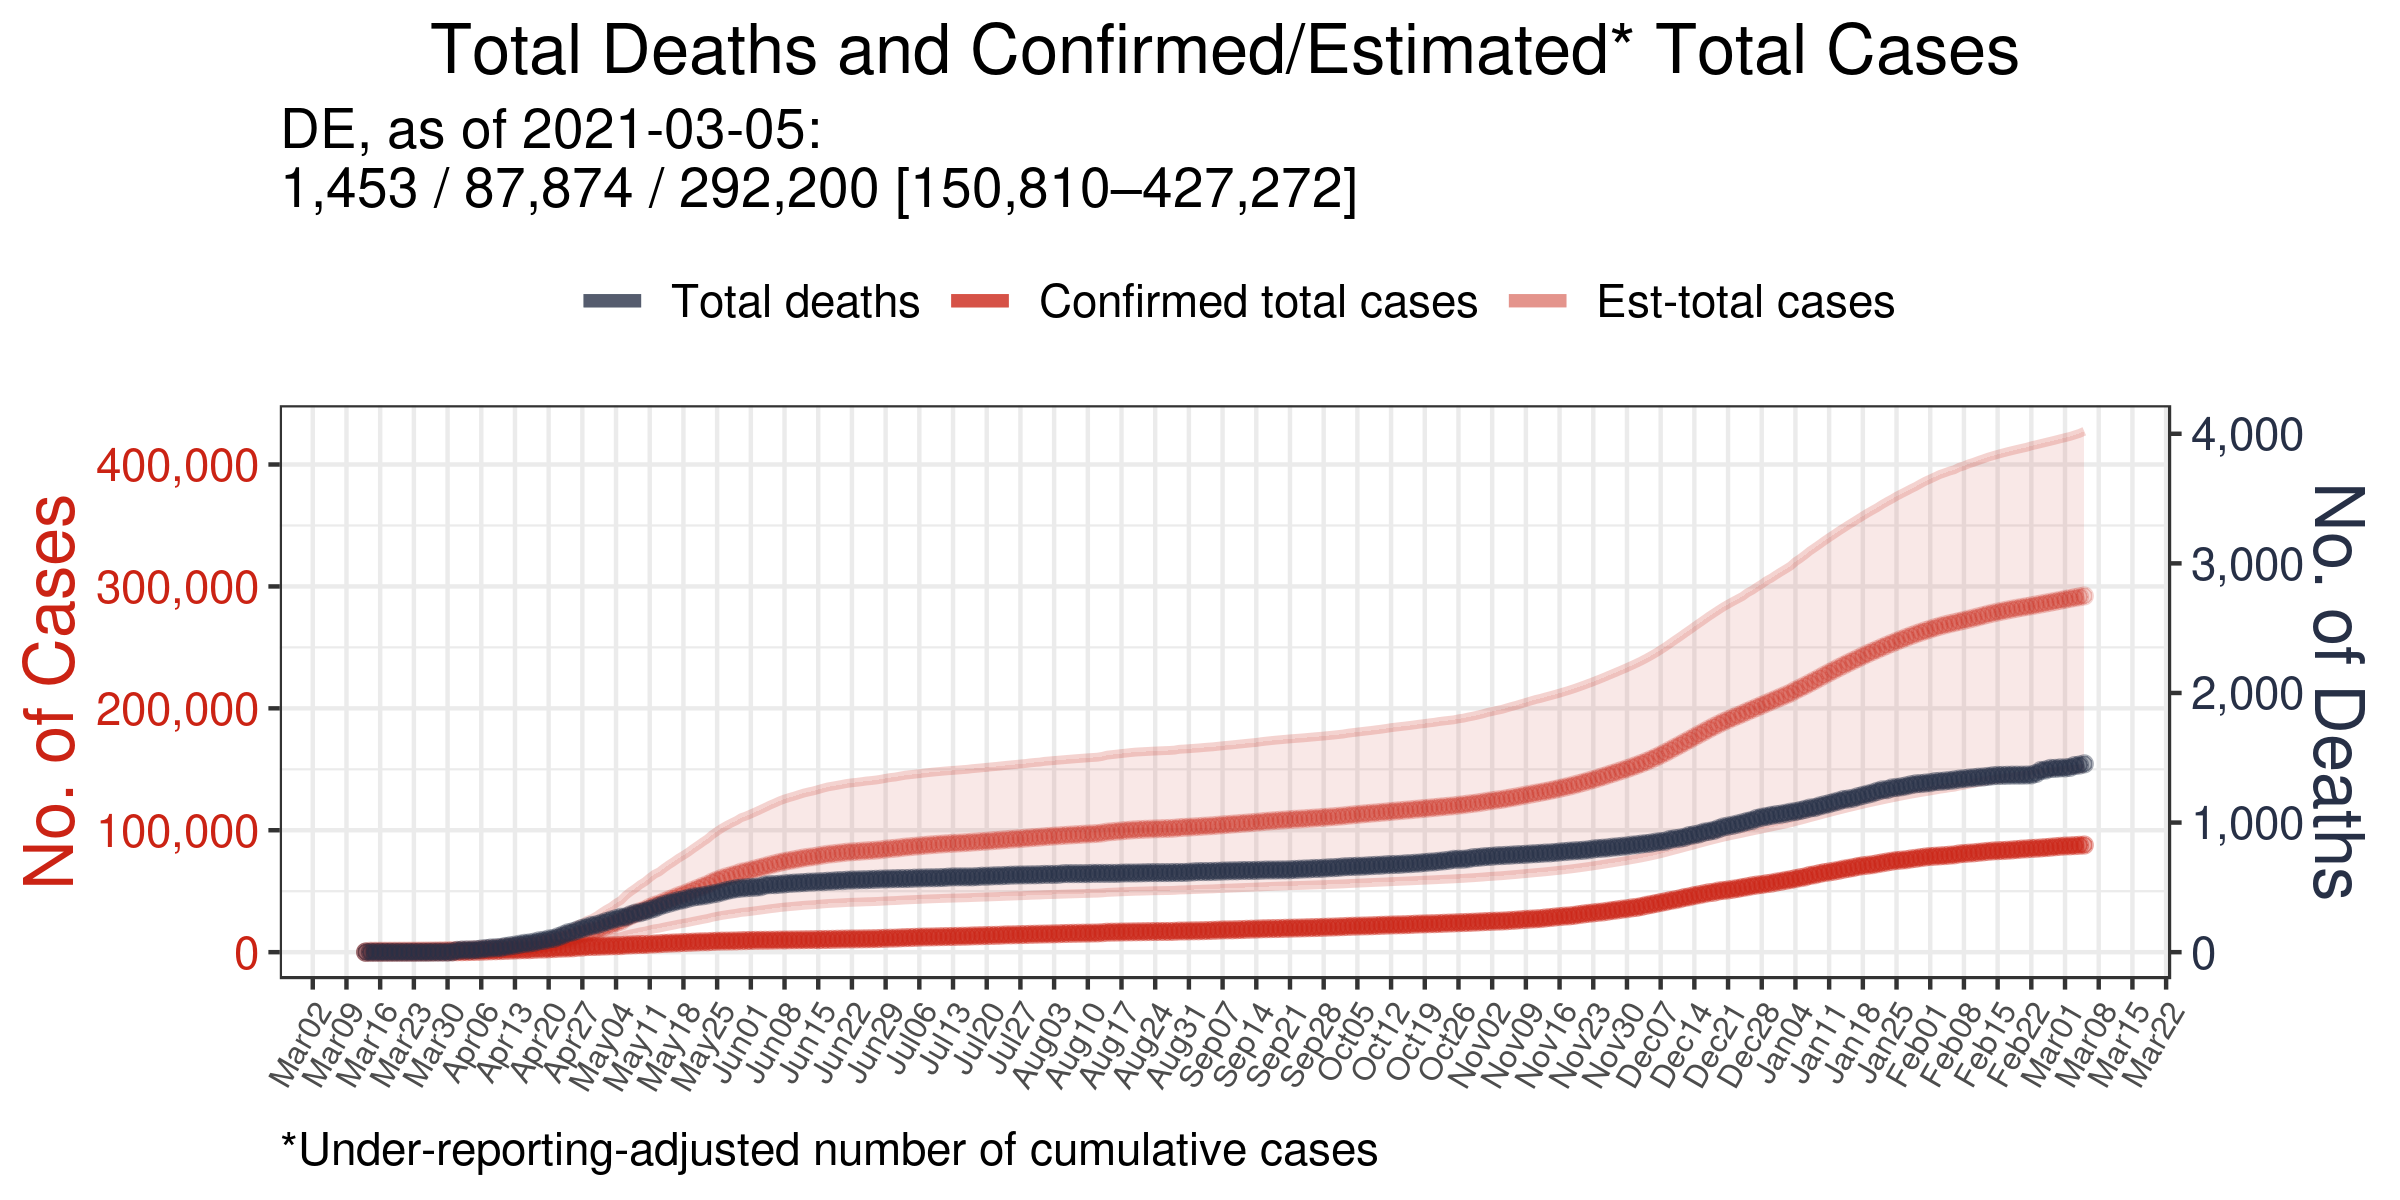 Total Deaths and Confirmed/Estimated* Total Cases
DE, as of 2021-03-05:
1,453 / 87,874 / 292,200 [150,810–427,272]
Total deaths
Confirmed total cases
Est-total cases
No. of Cases
400,000
300,000
200,000
100,000
0
4,000
3,000
2,000
1,000
0
No. of Deaths
Mar02
Mar09
Mar16
Mar23
Mar30
Apr06
Apr13
Apr20
Apr27
May04
May11
May18
May25
Jun01
Jun08
Jun15
Jun22
Jun29
Jul06
Jul13
Jul20
Jul27
Aug03
Aug10
Aug17
Aug24
Aug31
Sep07
Sep14
Sep21
Sep28
Oct05
Oct12
Oct19
Oct26
Nov02
Nov09
Nov16
Nov23
Nov30
Dec07
Dec14
Dec21
Dec28
Jan04
Jan11
Jan18
Jan25
Feb01
Feb08
Feb15
Feb22
Mar01
Mar08
Mar15
Mar22
*Under-reporting-adjusted number of cumulative cases